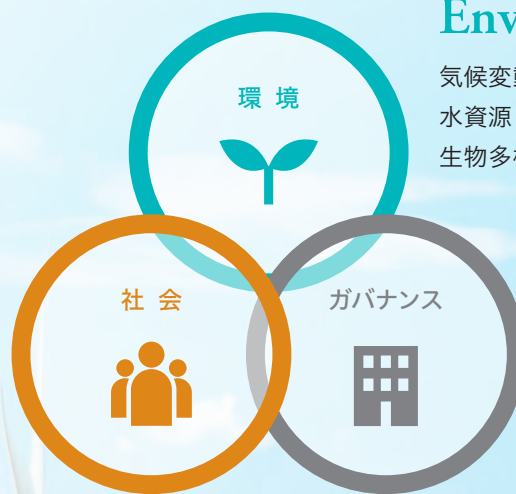 Env
気候変
水資源
生物多
環 境
社 会
ガバナンス